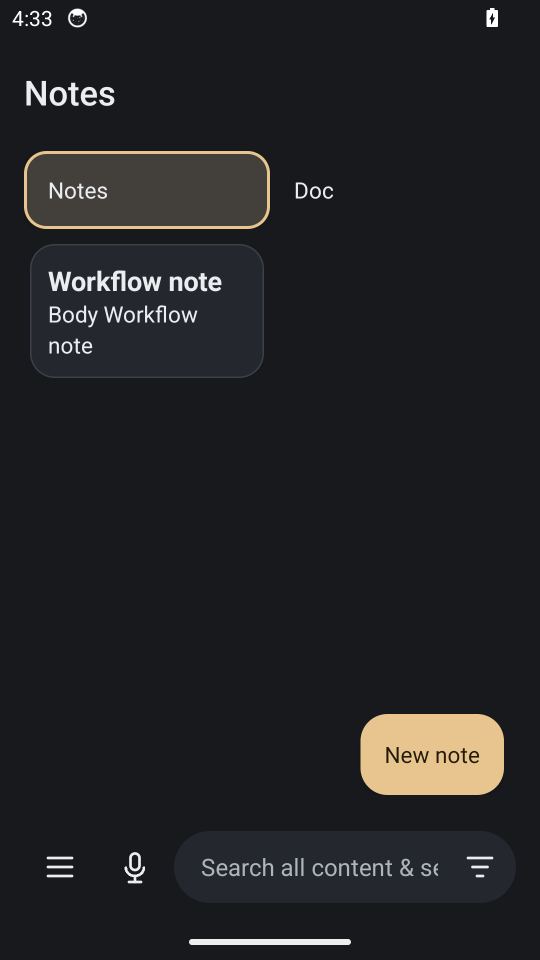 4:33
Notes
Notes
Doc
Workflow note
Body Workflow
note
New note
Search all content & se